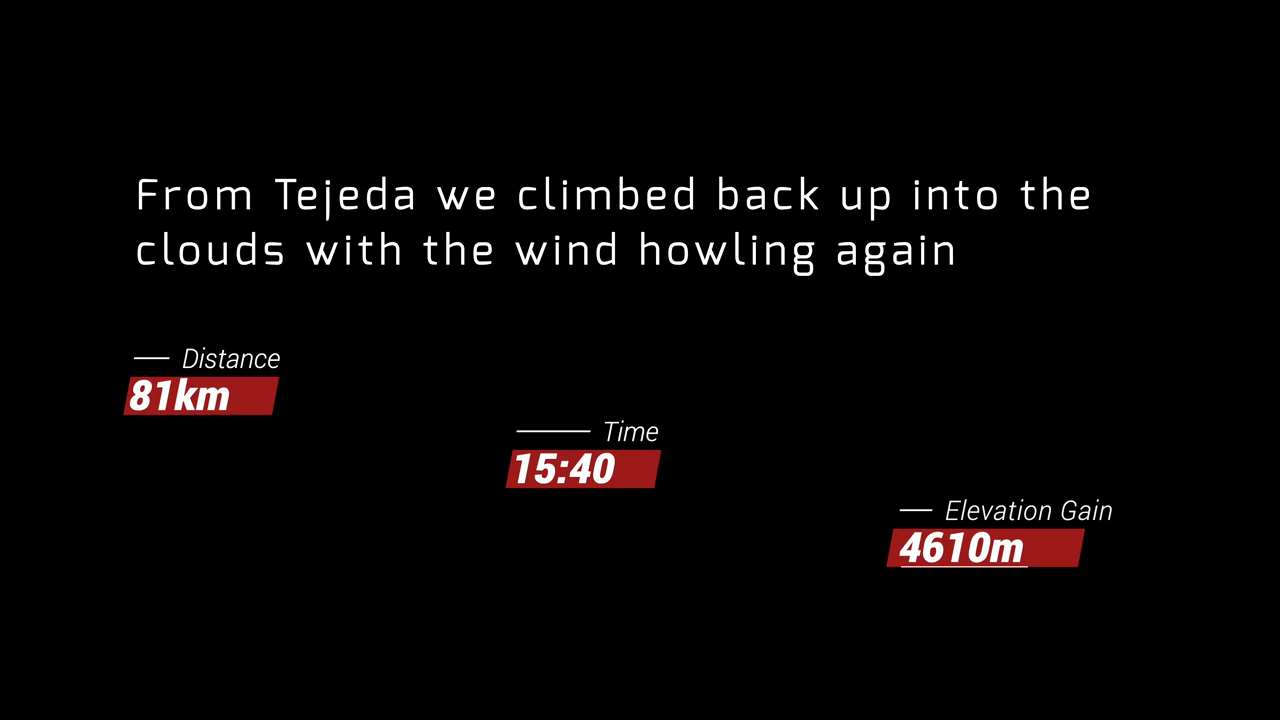 From Tejeda we climbed back up into the
clouds with the wind howling again
Distance
81km
Time
15:40
Elevation Gain
4610m